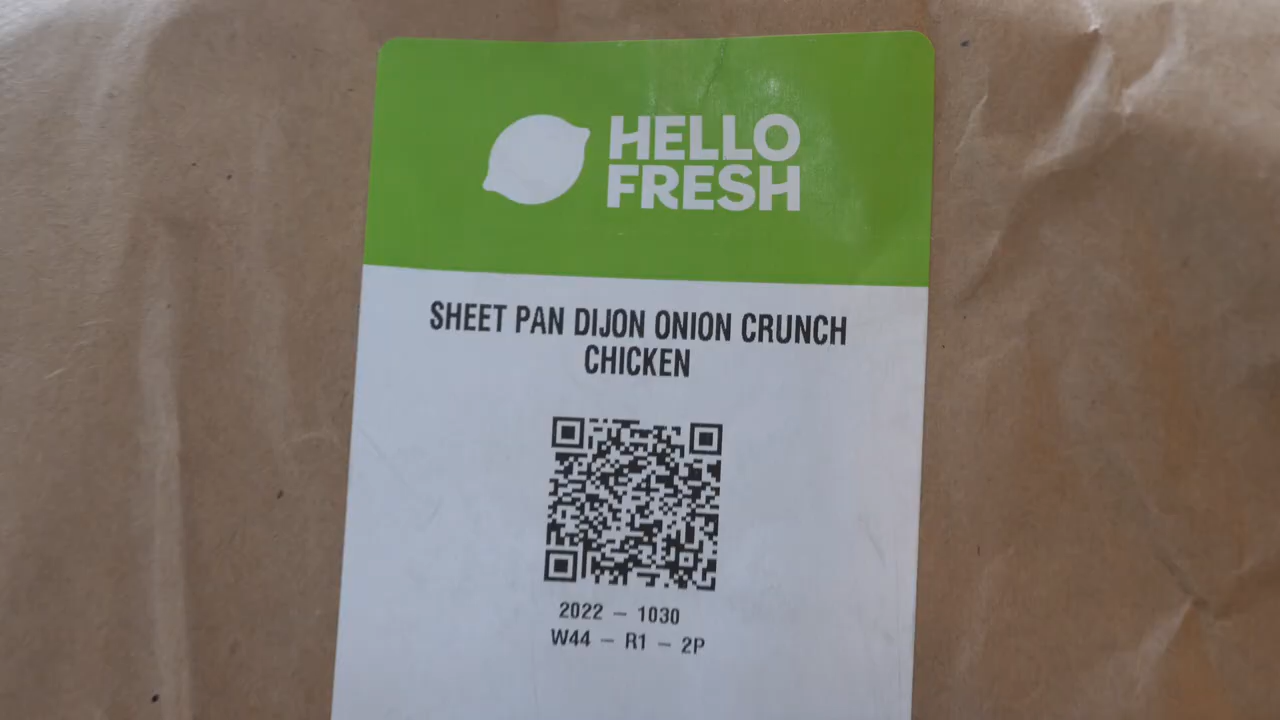 HELLO
FRESH
SHEET PAN DIJON ONION CRUNCH
CHICKEN
2022 – 1030
W44 – R1 – 2P